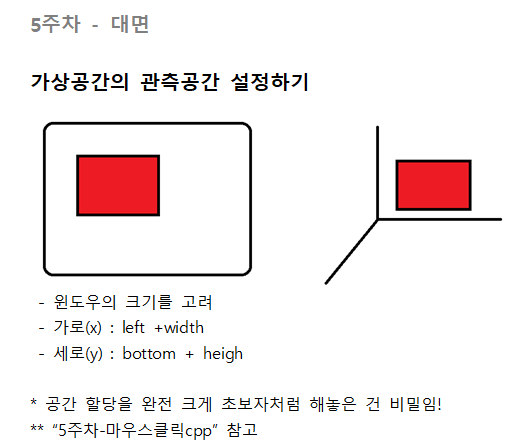 5주차 - 대면
가상공간의 관측공간 설정하기
- 윈도우의 크기를 고려
- 가로(x) : left +width
- 세로(y) : bottom + heigh
* 공간 할당을 완전 크게 초보자처럼 해놓은 건 비밀임!
** “5주차-마우스클릭cpp” 참고